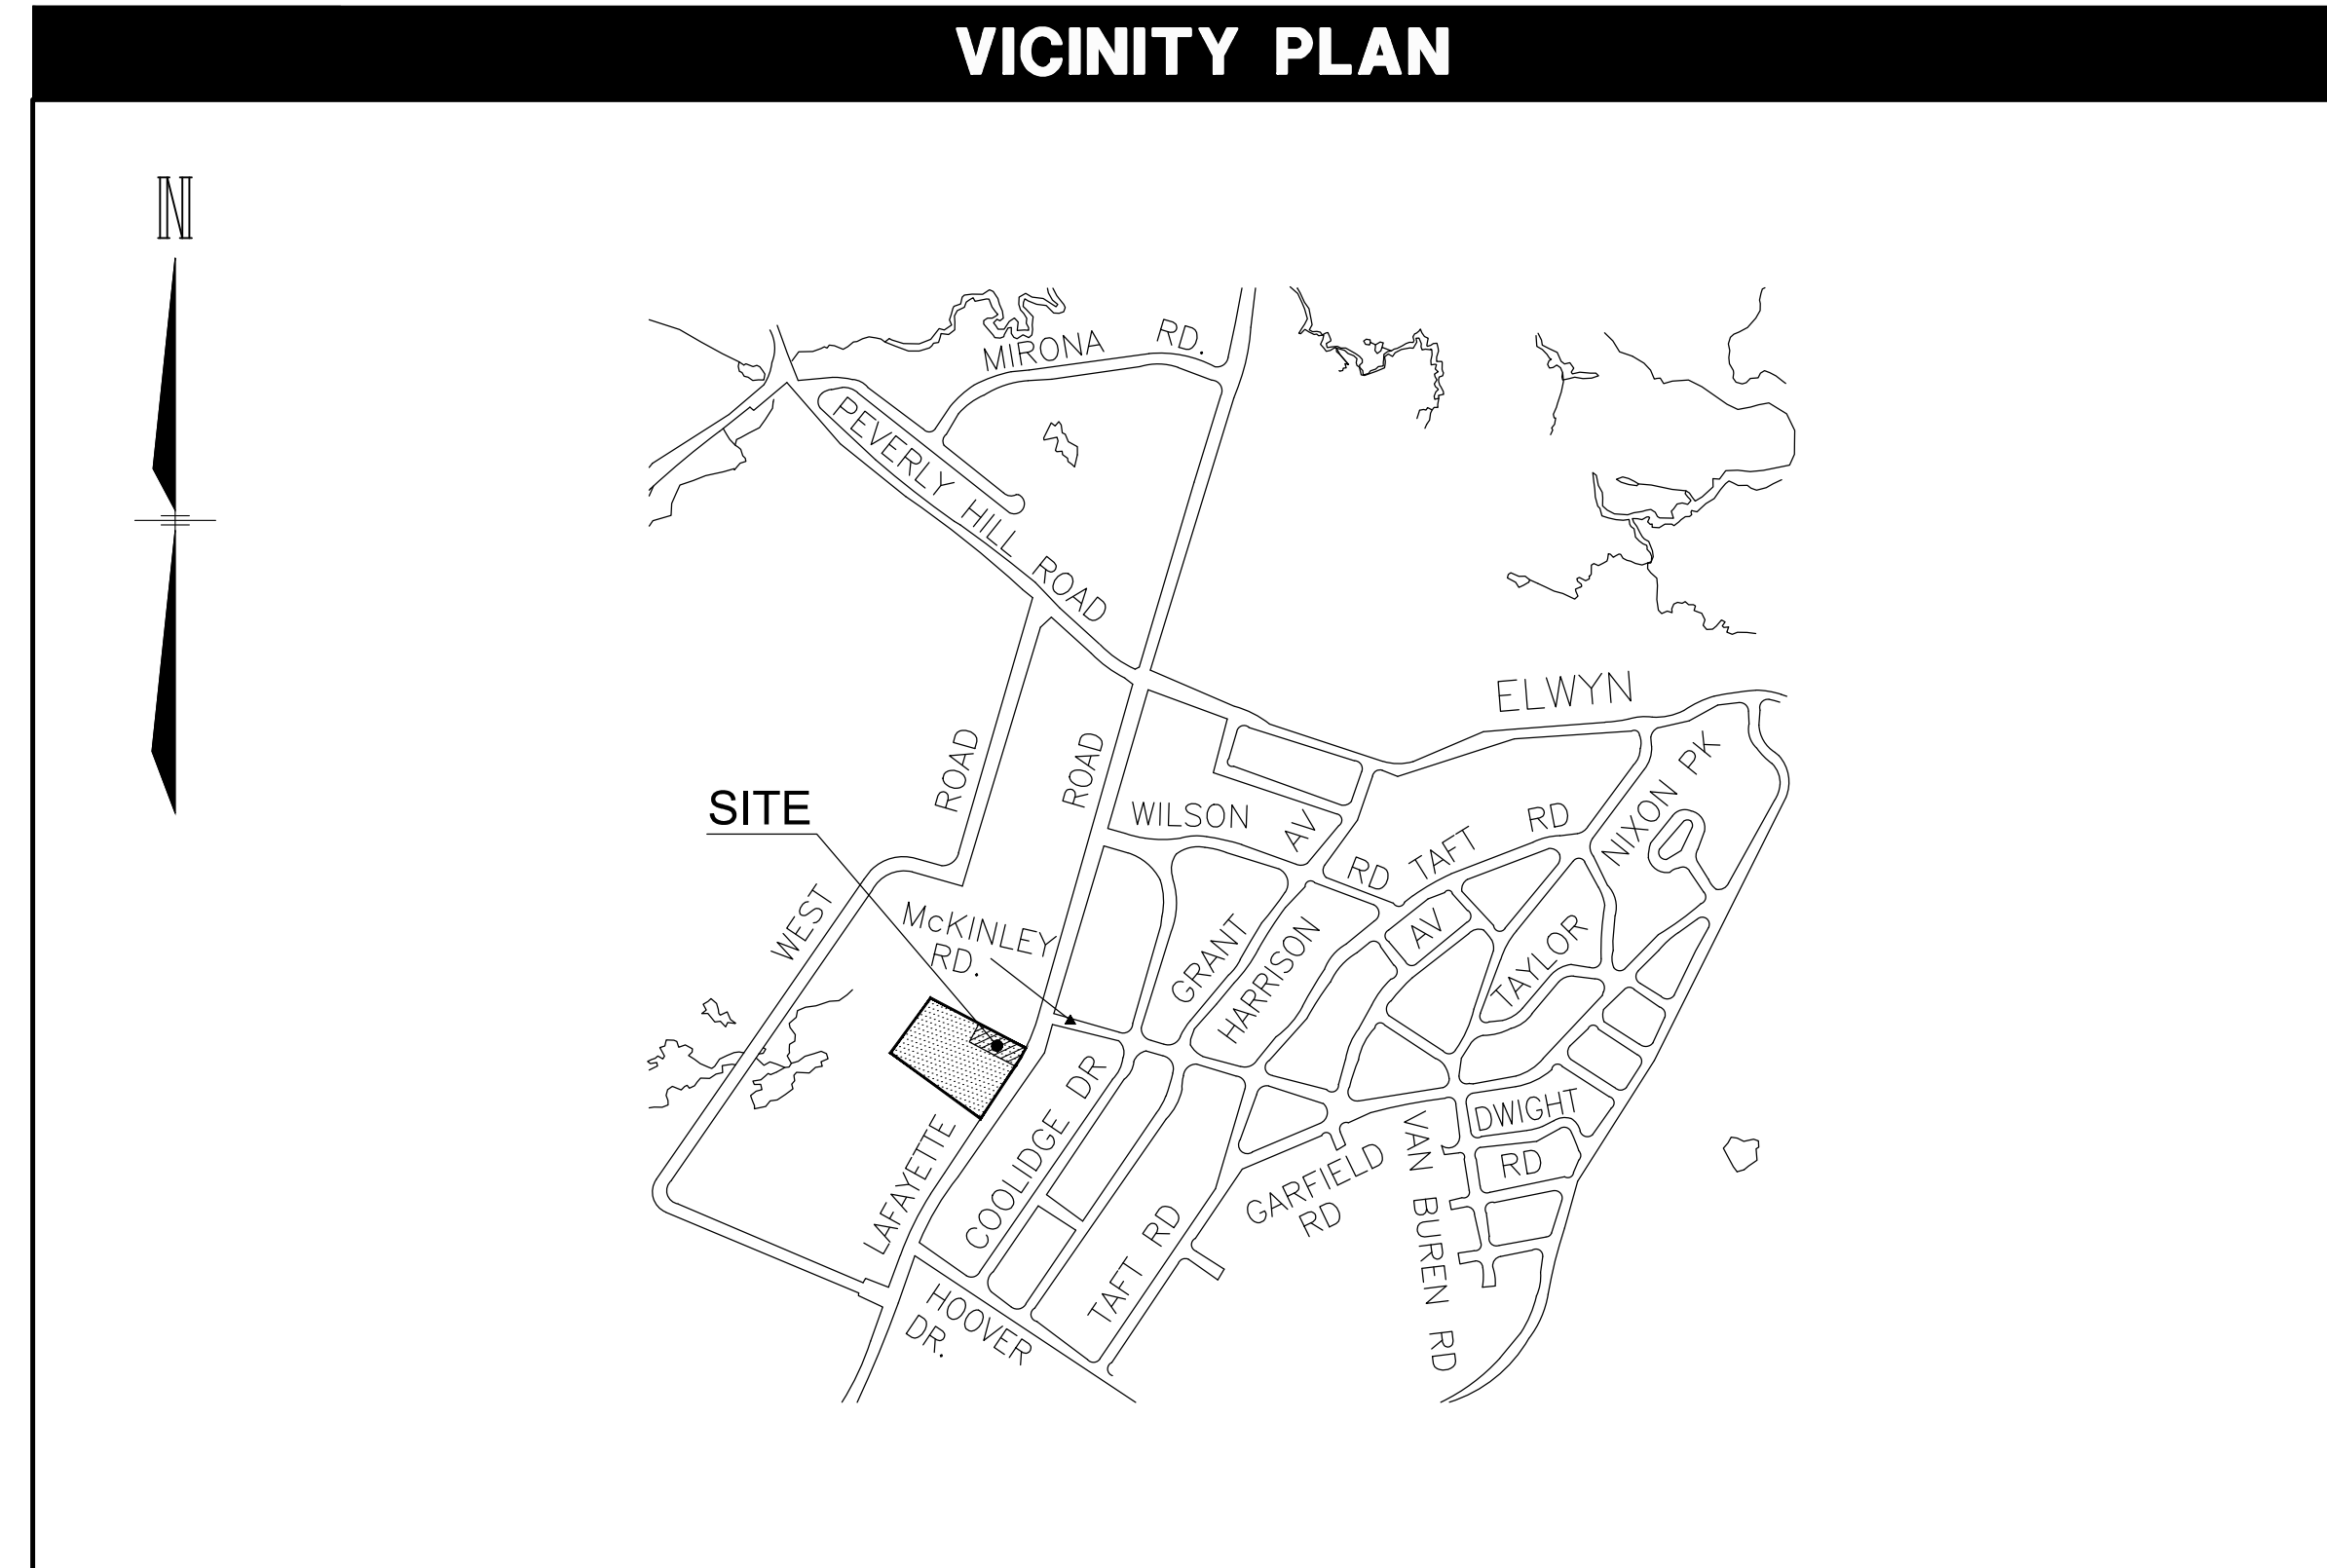 VICINITY PLAN
N
MIRONA RD.
PEVERLY HILL ROAD
ELWYN
ROAD
ROAD
NIXON PK
SITE
WILSON AV
RD
TAFT RD
WEST
McKINLEY
RD.
AV
GRANT
HARRISON
TAYLOR
COOLIDGE DR
DWIGHT
RD
LAFAYETTE
GARFIELD
RD
VAN BUREN RD
TAFT RD
HOOVER
DR.